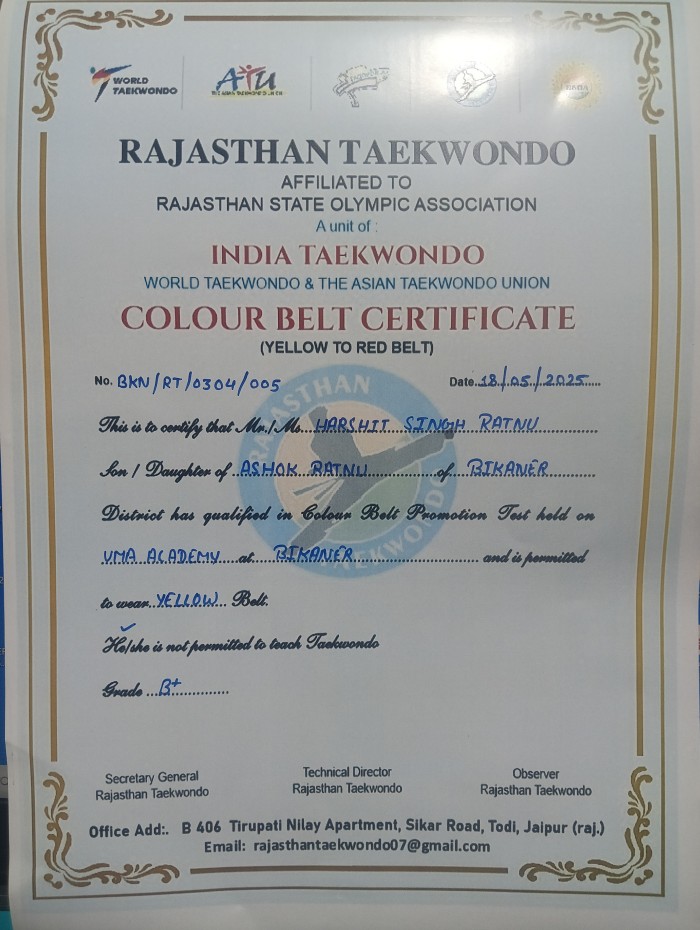 WORLD TAEKWONDO
ATU
RAJASTHAN TAEKWONDO
AFFILIATED TO
RAJASTHAN STATE OLYMPIC ASSOCIATION
A unit of :
INDIA TAEKWONDO
WORLD TAEKWONDO & THE ASIAN TAEKWONDO UNION
COLOUR BELT CERTIFICATE
(YELLOW TO RED BELT)
No. BKN/RT/0304/005 Date..18/.05./.2025.....
RAJASTHAN TAEKWONDO
This is to certify that Mr./Ms...HARSHIT SINGH RATNU..............
Son / Daughter of ..ASHOK RATNU..................of ..BIKANER............
District has qualified in Colour Belt Promotion Test held on
VMA ACADEMY....at.....BIKANER................................ and is permitted
to wear..YELLOW... Belt.
He/she is not permitted to teach Taekwondo
Grade ...B+..............
Secretary General
Rajasthan Taekwondo
Technical Director
Rajasthan Taekwondo
Observer
Rajasthan Taekwondo
Office Add:. B 406 Tirupati Nilay Apartment, Sikar Road, Todi, Jaipur (raj.)
Email: rajasthantaekwondo07@gmail.com